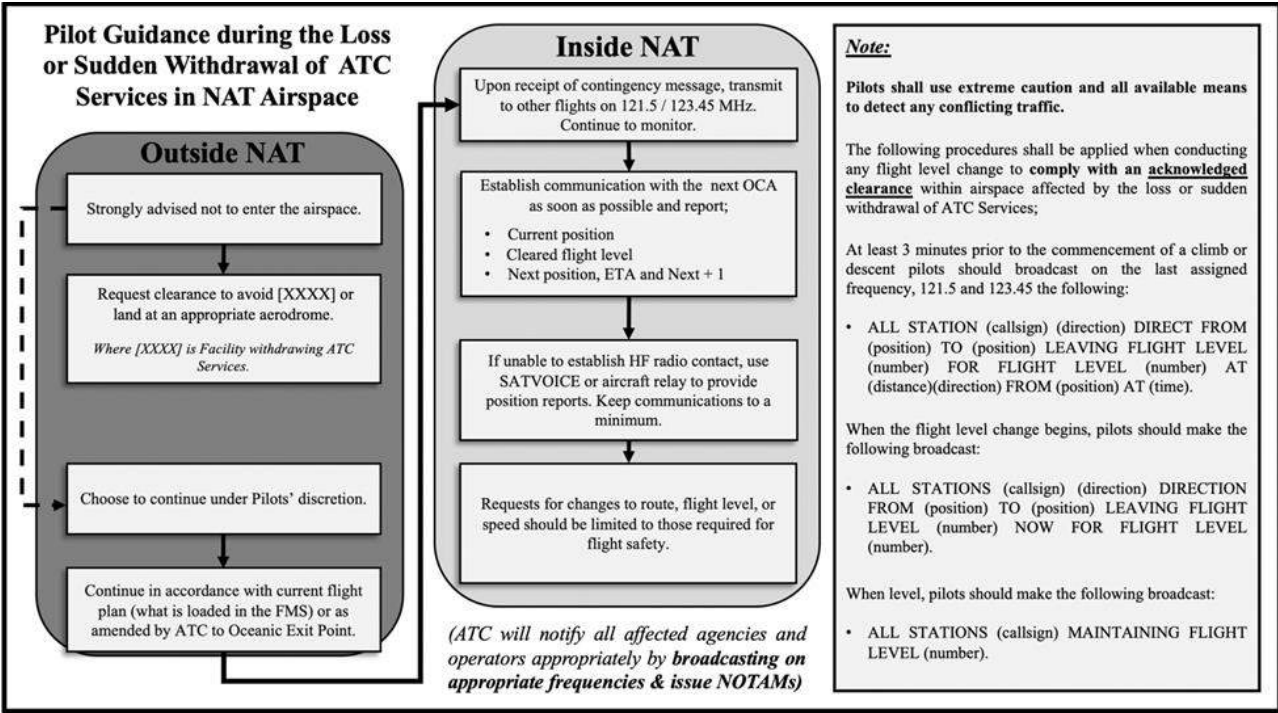 Pilot Guidance during the Loss
or Sudden Withdrawal of ATC
Services in NAT Airspace
Outside NAT
Strongly advised not to enter the airspace.
Request clearance to avoid [XXXX] or
land at an appropriate aerodrome.
Where [XXXX] is Facility withdrawing ATC
Services.
Choose to continue under Pilots' discretion.
Continue in accordance with current flight
plan (what is loaded in the FMS) or as
amended by ATC to Oceanic Exit Point.
Inside NAT
Upon receipt of contingency message, transmit
to other flights on 121.5 / 123.45 MHz.
Continue to monitor.
Establish communication with the next OCA
as soon as possible and report;
• Current position
• Cleared flight level
• Next position, ETA and Next + 1
If unable to establish HF radio contact, use
SATVOICE or aircraft relay to provide
position reports. Keep communications to a
minimum.
Requests for changes to route, flight level, or
speed should be limited to those required for
flight safety.
(ATC will notify all affected agencies and
operators appropriately by broadcasting on
appropriate frequencies & issue NOTAMs)
Note:
Pilots shall use extreme caution and all available means
to detect any conflicting traffic.
The following procedures shall be applied when conducting
any flight level change to comply with an acknowledged
clearance within airspace affected by the loss or sudden
withdrawal of ATC Services;
At least 3 minutes prior to the commencement of a climb or
descent pilots should broadcast on the last assigned
frequency, 121.5 and 123.45 the following:
• ALL STATION (callsign) (direction) DIRECT FROM
(position) TO (position) LEAVING FLIGHT LEVEL
(number) FOR FLIGHT LEVEL (number) AT
(distance)(direction) FROM (position) AT (time).
When the flight level change begins, pilots should make the
following broadcast:
• ALL STATIONS (callsign) (direction) DIRECTION
FROM (position) TO (position) LEAVING FLIGHT
LEVEL (number) NOW FOR FLIGHT LEVEL
(number).
When level, pilots should make the following broadcast:
• ALL STATIONS (callsign) MAINTAINING FLIGHT
LEVEL (number).